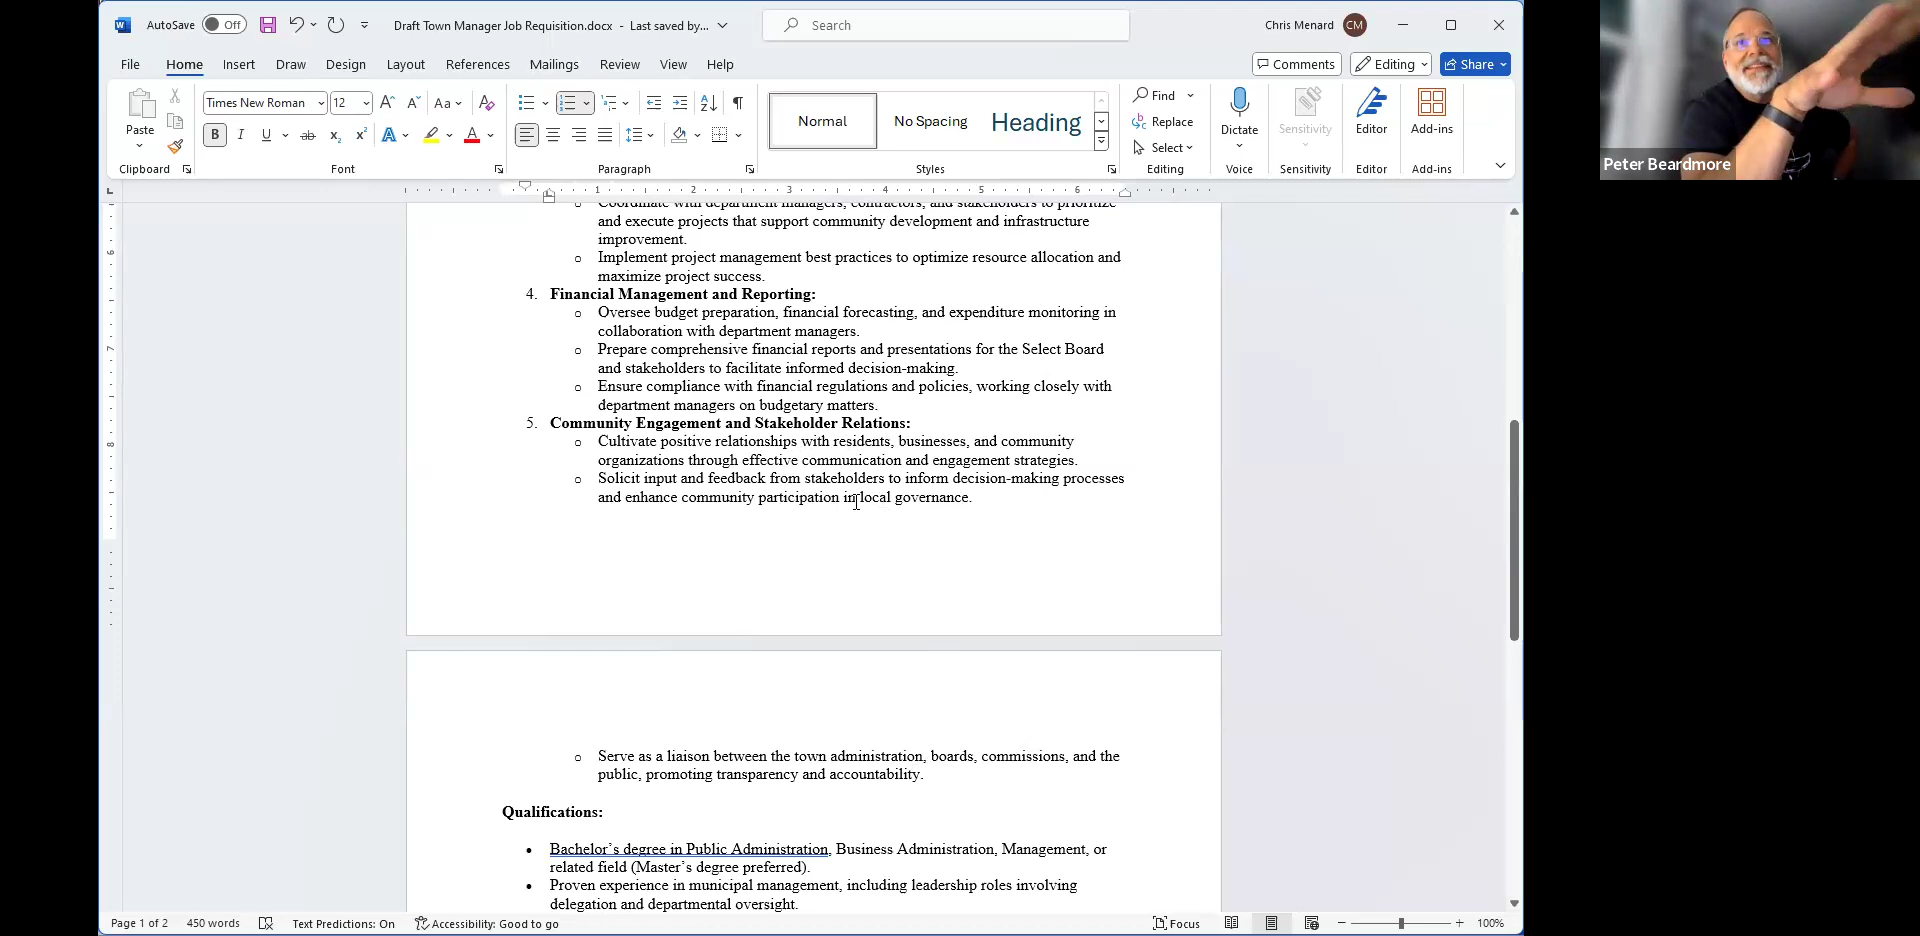 AutoSave Off Draft Town Manager Job Requisition.docx - Last saved by... Search Chris Menard CM
File Home Insert Draw Design Layout References Mailings Review View Help Comments Editing Share
Times New Roman 12 Aa Find
Paste Normal No Spacing Heading Replace Dictate Sensitivity Editor Add-ins
B I U ab x₂ x² A A Select
Clipboard Font Paragraph Styles Editing Voice Sensitivity Editor Add-ins
Peter Beardmore
1 2 3 4 5 6
Coordinate with department managers, contractors, and stakeholders to prioritize
and execute projects that support community development and infrastructure
improvement.
Implement project management best practices to optimize resource allocation and
maximize project success.
4. Financial Management and Reporting:
Oversee budget preparation, financial forecasting, and expenditure monitoring in
collaboration with department managers.
Prepare comprehensive financial reports and presentations for the Select Board
and stakeholders to facilitate informed decision-making.
Ensure compliance with financial regulations and policies, working closely with
department managers on budgetary matters.
5. Community Engagement and Stakeholder Relations:
Cultivate positive relationships with residents, businesses, and community
organizations through effective communication and engagement strategies.
Solicit input and feedback from stakeholders to inform decision-making processes
and enhance community participation in local governance.
Serve as a liaison between the town administration, boards, commissions, and the
public, promoting transparency and accountability.
Qualifications:
Bachelor's degree in Public Administration, Business Administration, Management, or
related field (Master's degree preferred).
Proven experience in municipal management, including leadership roles involving
delegation and departmental oversight.
Page 1 of 2 450 words Text Predictions: On Accessibility: Good to go Focus 100%